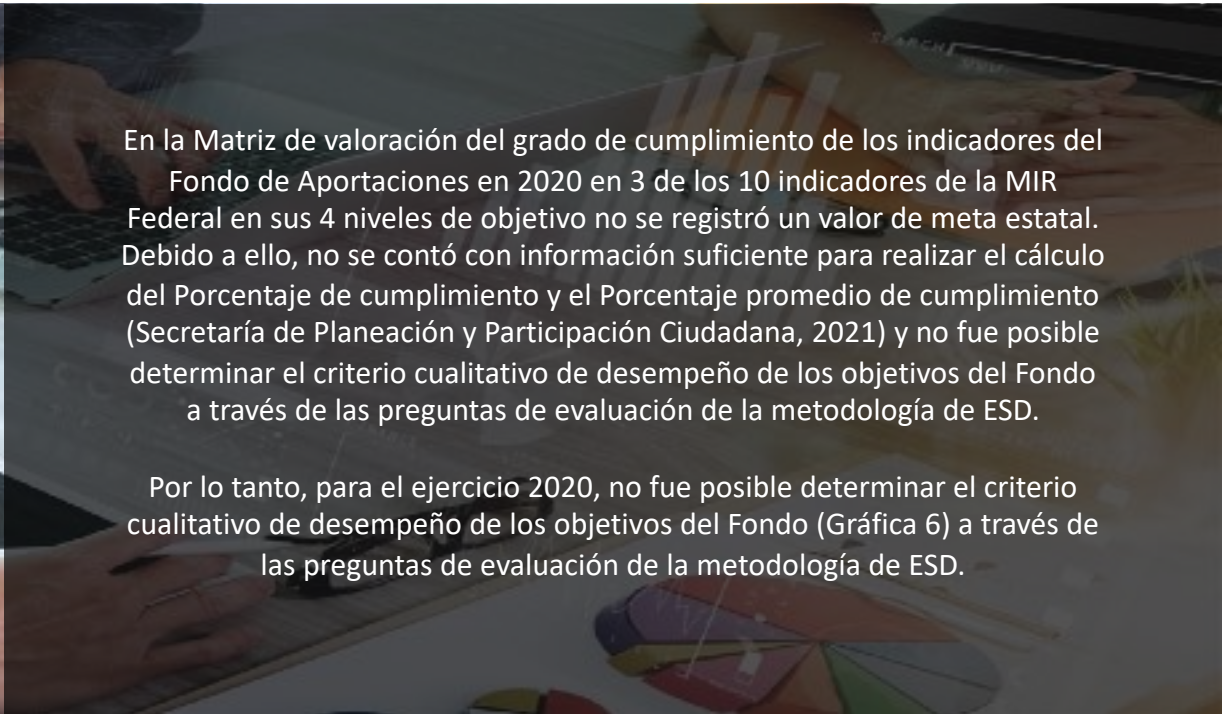 SEARCH
En la Matriz de valoración del grado de cumplimiento de los indicadores del
Fondo de Aportaciones en 2020 en 3 de los 10 indicadores de la MIR
Federal en sus 4 niveles de objetivo no se registró un valor de meta estatal.
Debido a ello, no se contó con información suficiente para realizar el cálculo
del Porcentaje de cumplimiento y el Porcentaje promedio de cumplimiento
(Secretaría de Planeación y Participación Ciudadana, 2021) y no fue posible
determinar el criterio cualitativo de desempeño de los objetivos del Fondo
a través de las preguntas de evaluación de la metodología de ESD.
Por lo tanto, para el ejercicio 2020, no fue posible determinar el criterio
cualitativo de desempeño de los objetivos del Fondo (Gráfica 6) a través de
las preguntas de evaluación de la metodología de ESD.